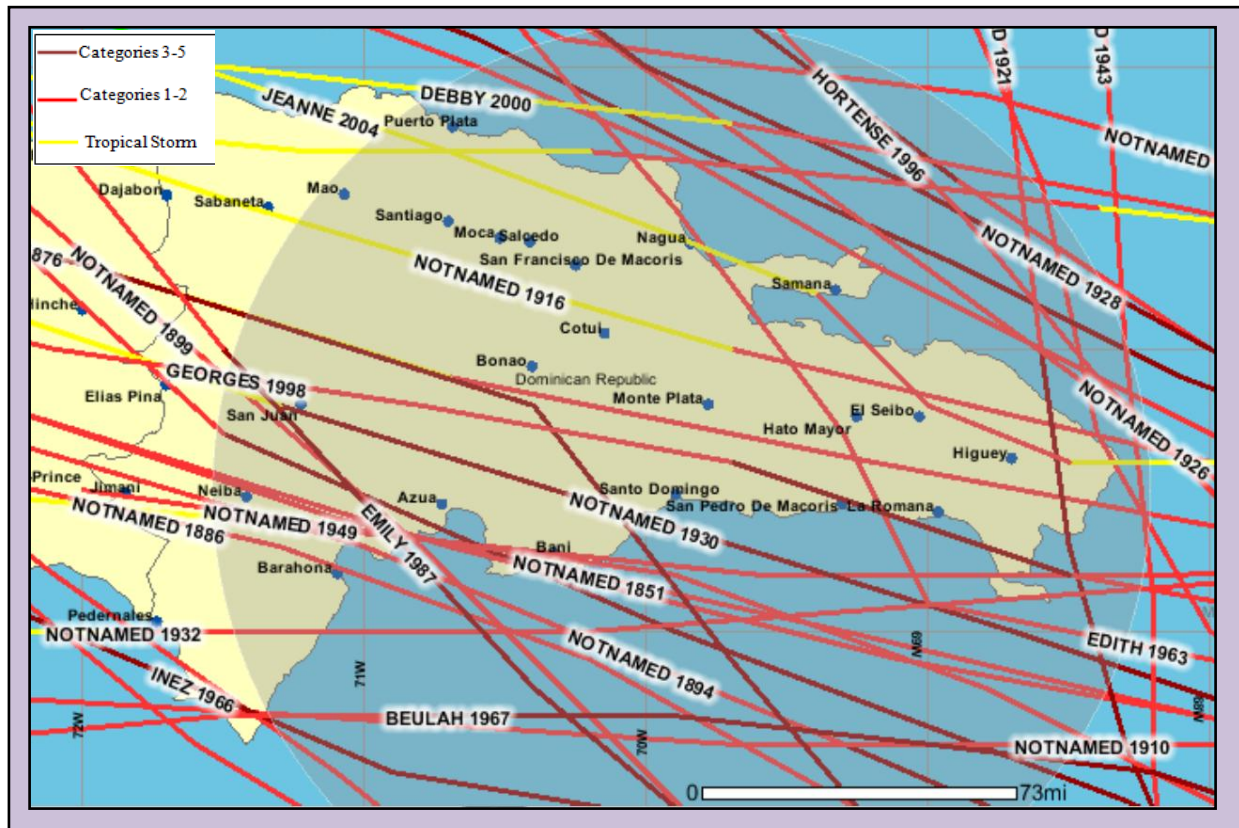 Categories 3-5
Categories 1-2
Tropical Storm
D 1921
D 1943
HORTENSE 1996
DEBBY 2000
JEANNE 2004
Puerto Plata
NOTNAMED
Dajabon
Mao
Sabaneta
Santiago
Moca
Salcedo
Nagua
San Francisco De Macoris
NOTNAMED 1928
876
NOTNAMED 1899
NOTNAMED 1916
Samana
Hinche
Cotui
Bonao
Dominican Republic
GEORGES 1998
Elias Pina
San Juan
Monte Plata
El Seibo
Hato Mayor
NOTNAMED 1926
Higuey
Prince
Jimani
Neiba
Azua
Santo Domingo
San Pedro De Macoris
La Romana
NOTNAMED 1949
NOTNAMED 1886
EMILY 1987
NOTNAMED 1930
Bani
Barahona
NOTNAMED 1851
Pedernales
NOTNAMED 1932
EDITH 1963
69W
INEZ 1966
71W
NOTNAMED 1894
72W
BEULAH 1967
70W
68W
NOTNAMED 1910
0
73mi